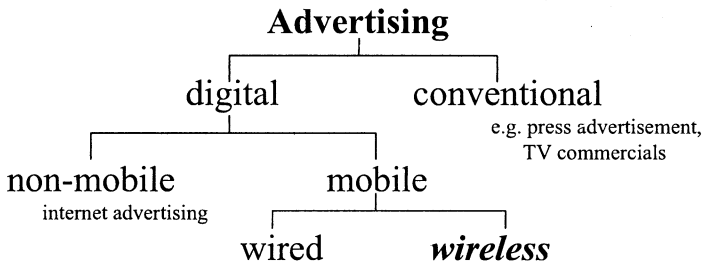 Advertising
digital conventional
e.g. press advertisement,
TV commercials
non-mobile mobile
internet advertising
wired wireless